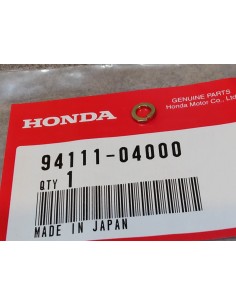 GENUINE PARTS
Honda Motor Co., Ltd.
HONDA
94111-04000
QTY 1
MADE IN JAPAN